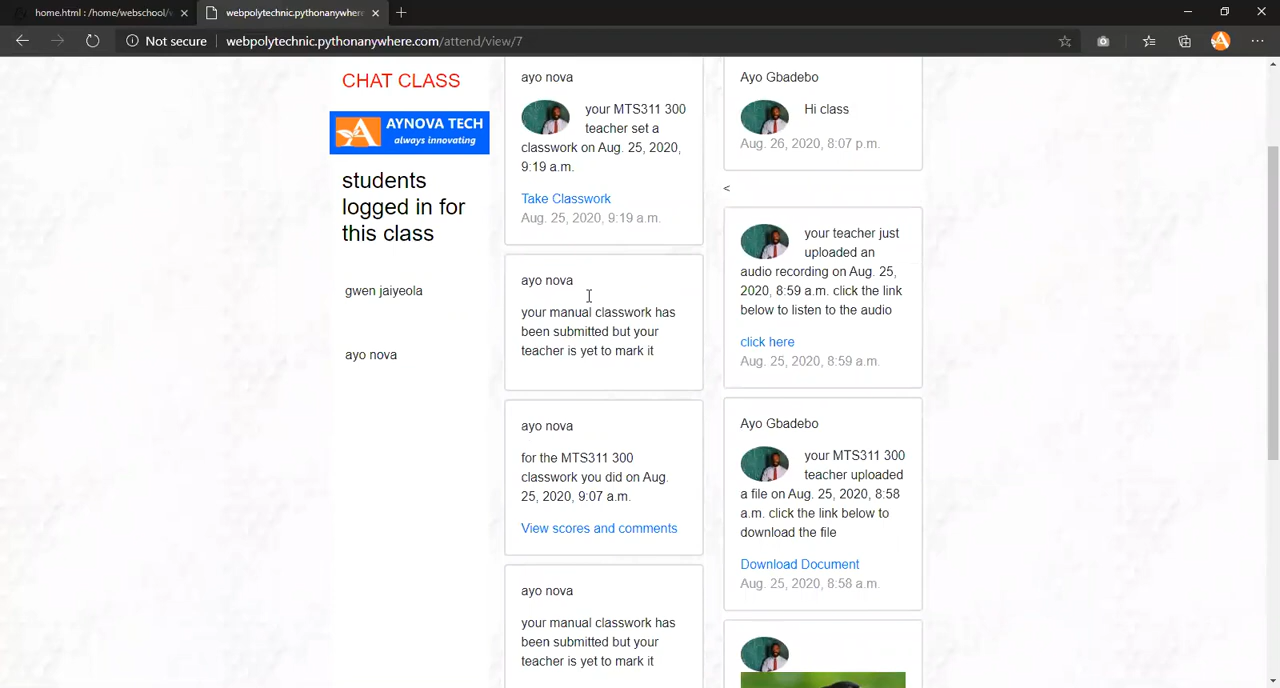 home.html : /home/webschool/
webpolytechnic.pythonanywhere
Not secure
webpolytechnic.pythonanywhere.com/attend/view/7
CHAT CLASS
AYNOVA TECH
always innovating
students
logged in for
this class
gwen jaiyeola
ayo nova
ayo nova
your MTS311 300
teacher set a
classwork on Aug. 25, 2020,
9:19 a.m.
Take Classwork
Aug. 25, 2020, 9:19 a.m.
ayo nova
your manual classwork has
been submitted but your
teacher is yet to mark it
ayo nova
for the MTS311 300
classwork you did on Aug.
25, 2020, 9:07 a.m.
View scores and comments
ayo nova
your manual classwork has
been submitted but your
teacher is yet to mark it
Ayo Gbadebo
Hi class
Aug. 26, 2020, 8:07 p.m.
<
your teacher just
uploaded an
audio recording on Aug. 25,
2020, 8:59 a.m. click the link
below to listen to the audio
click here
Aug. 25, 2020, 8:59 a.m.
Ayo Gbadebo
your MTS311 300
teacher uploaded
a file on Aug. 25, 2020, 8:58
a.m. click the link below to
download the file
Download Document
Aug. 25, 2020, 8:58 a.m.